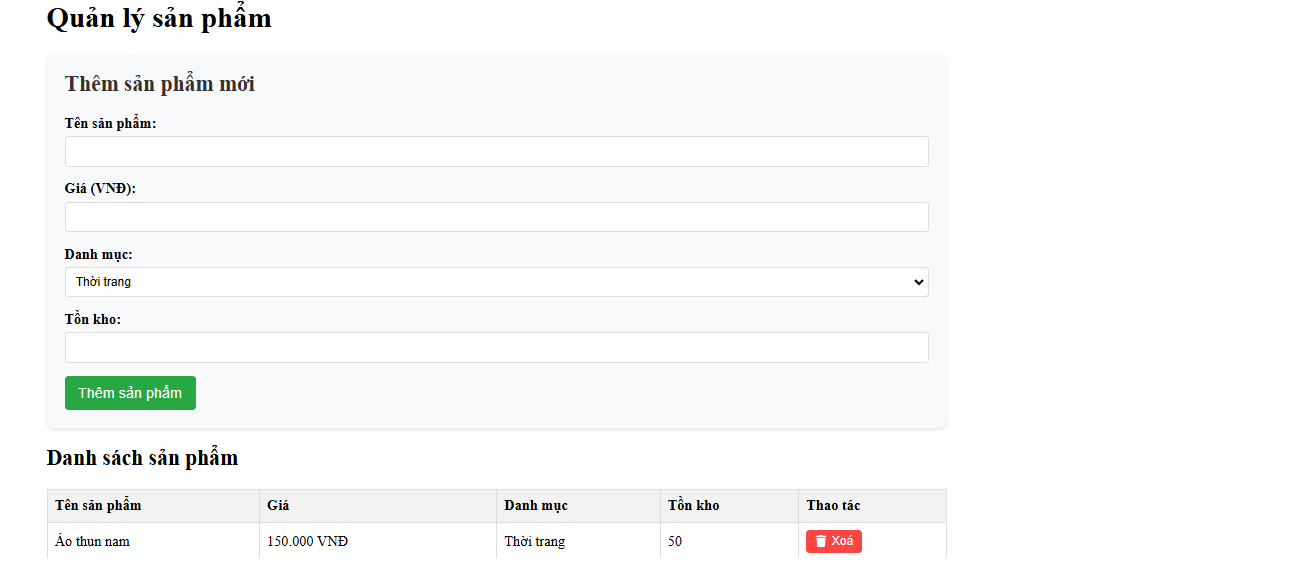 Quản lý sản phẩm
Thêm sản phẩm mới
Tên sản phẩm:
Giá (VNĐ):
Danh mục:
Thời trang
Tồn kho:
Thêm sản phẩm
Danh sách sản phẩm
Tên sản phẩm Giá Danh mục Tồn kho Thao tác
Áo thun nam 150.000 VNĐ Thời trang 50 Xoá